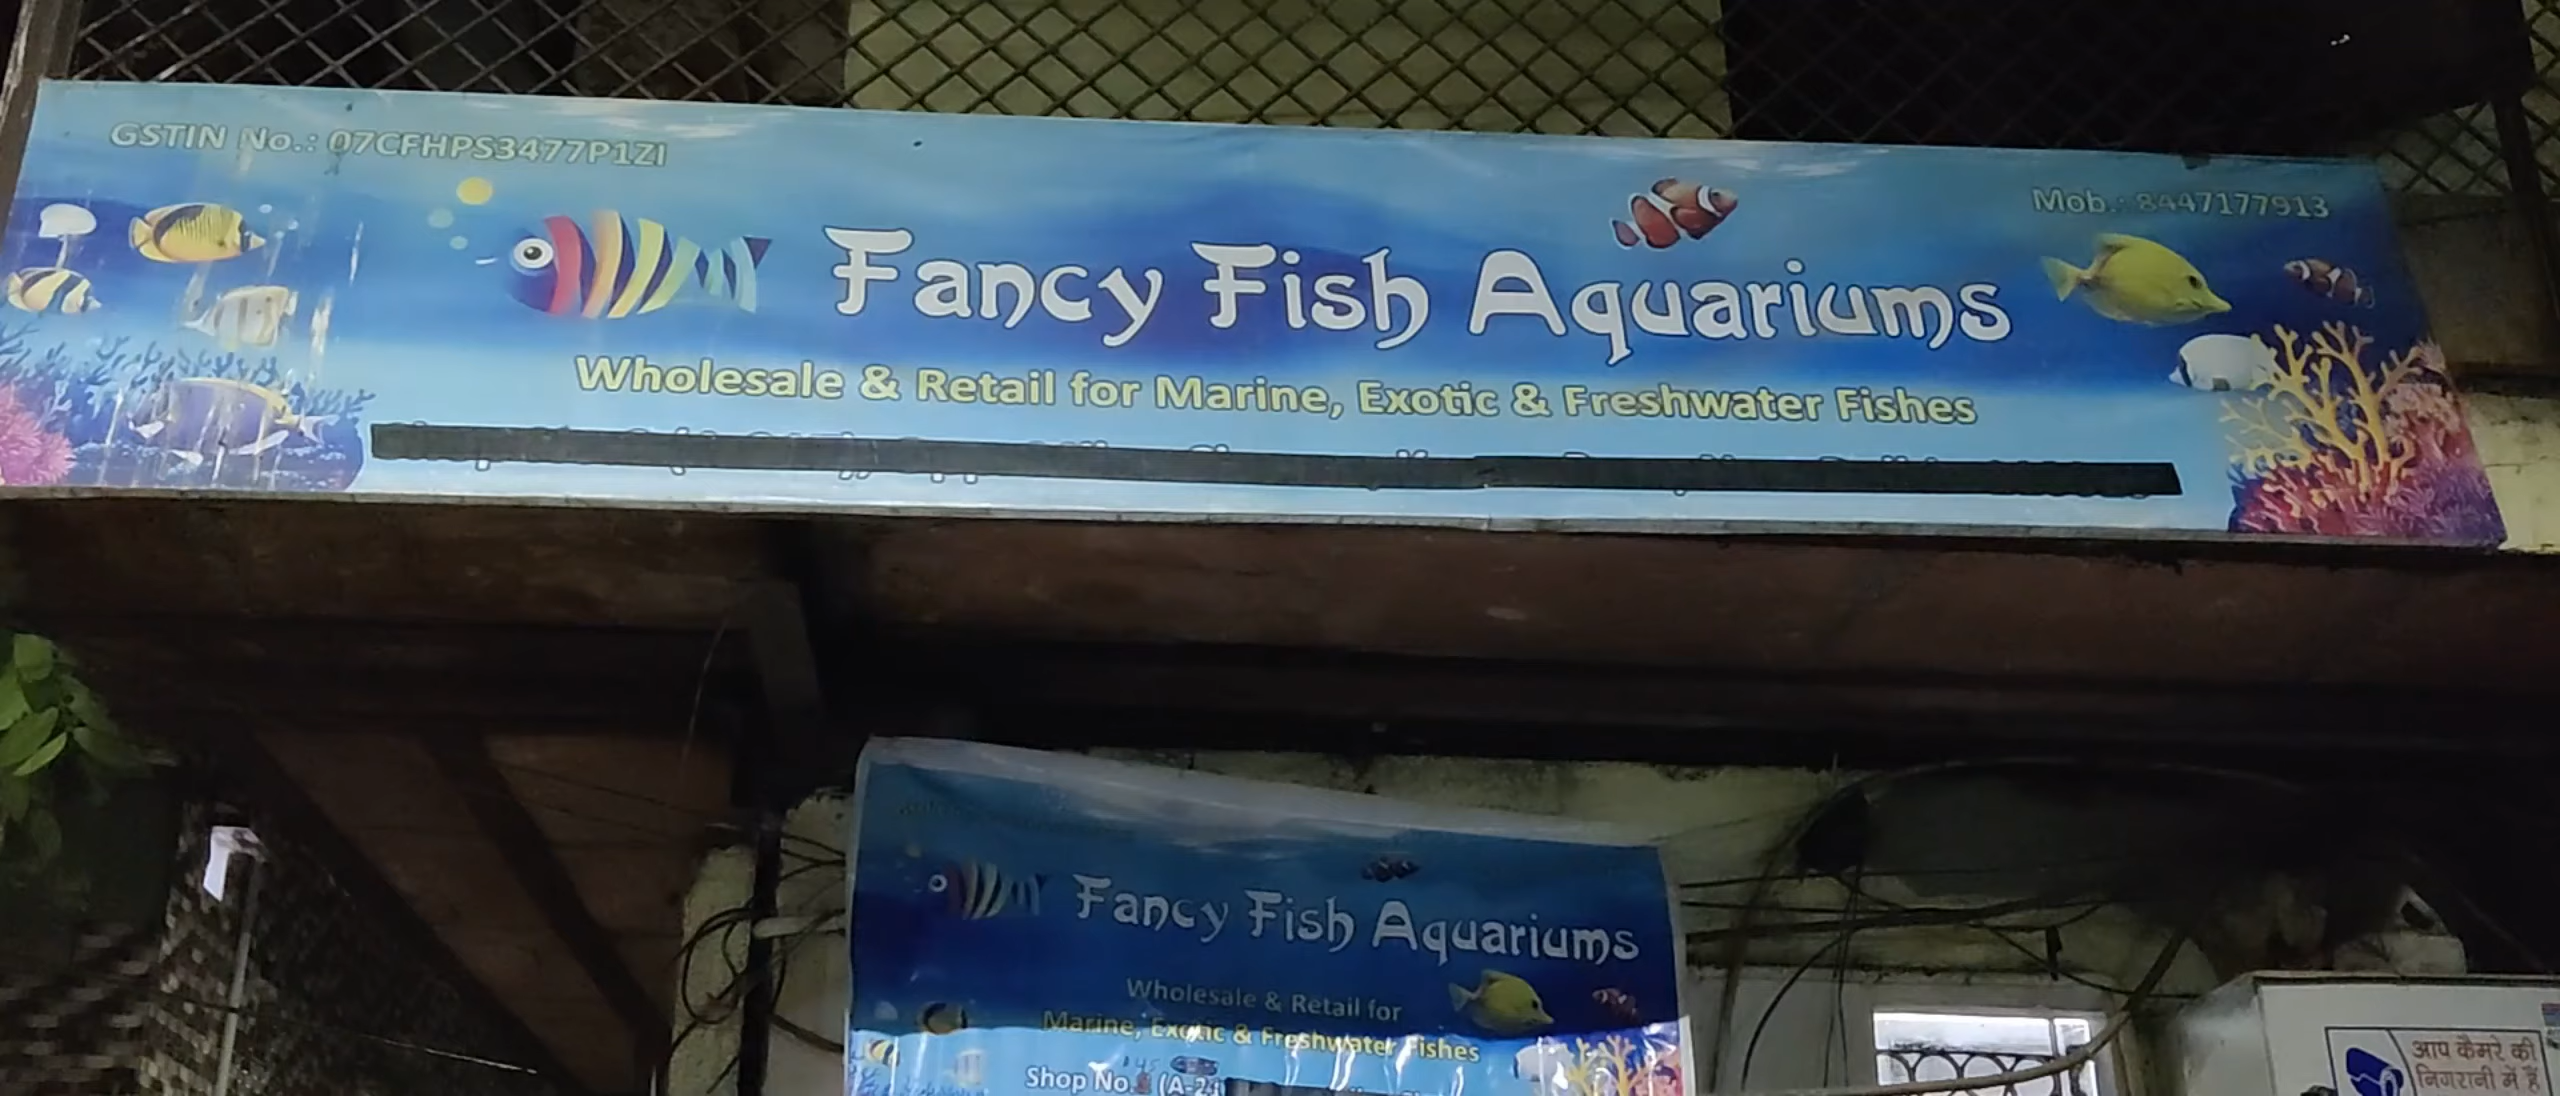 GSTIN No.: 07CFHPS3477P1ZI
Mob.: 8447177913
Fancy Fish Aquariums
Wholesale & Retail for Marine, Exotic & Freshwater Fishes
Fancy Fish Aquariums
Wholesale & Retail for
Marine, Exotic & Freshwater Fishes
Shop No.
आप कैमरे की
निगरानी में हैं